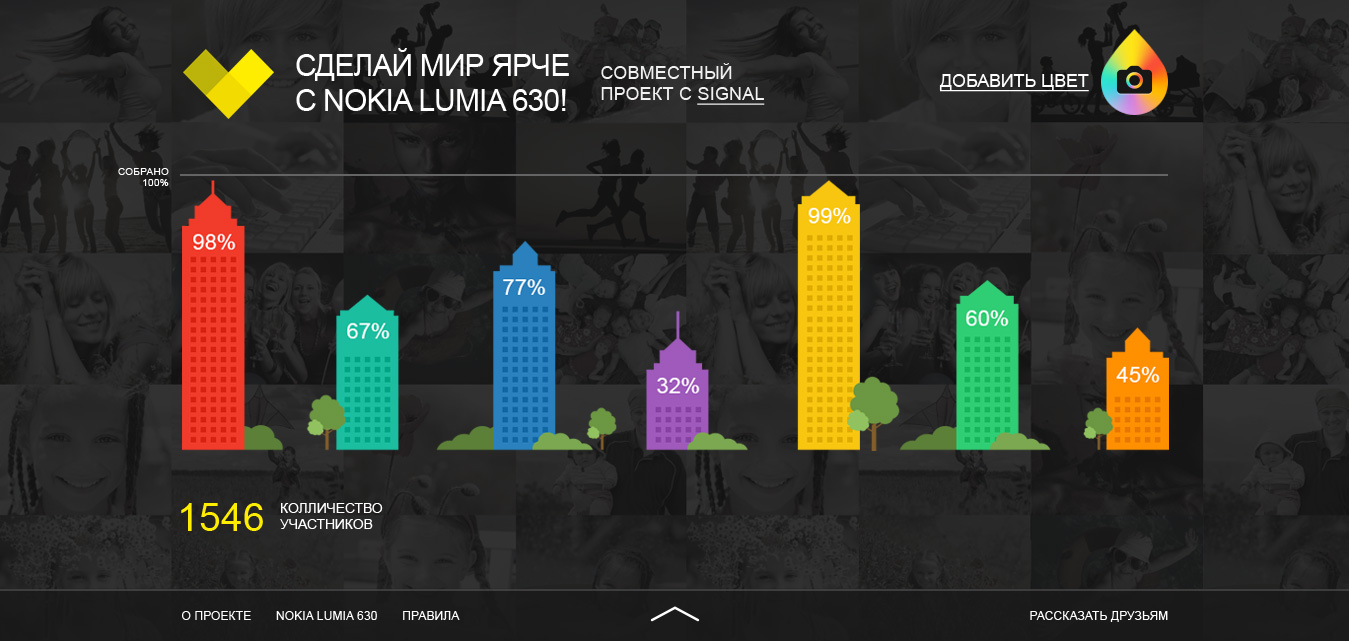 СДЕЛАЙ МИР ЯРЧЕ
С NOKIA LUMIA 630!
СОВМЕСТНЫЙ
ПРОЕКТ С SIGNAL
ДОБАВИТЬ ЦВЕТ
СОБРАНО
100%
98%
67%
77%
32%
99%
60%
45%
1546
КОЛЛИЧЕСТВО
УЧАСТНИКОВ
О ПРОЕКТЕ
NOKIA LUMIA 630
ПРАВИЛА
РАССКАЗАТЬ ДРУЗЬЯМ